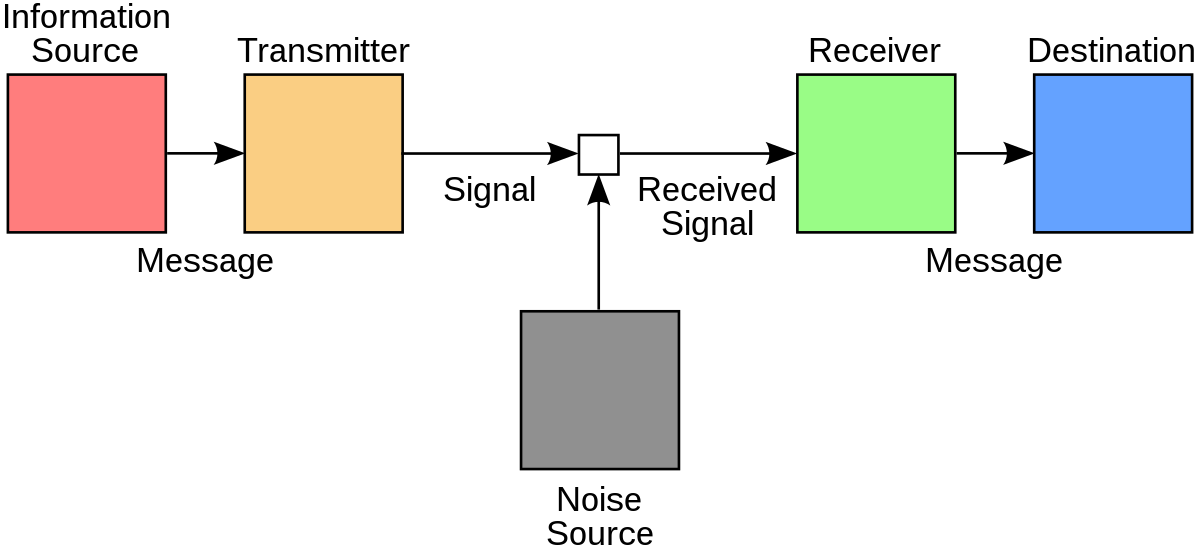 Information
Source
Transmitter
Receiver
Destination
Signal
Received
Signal
Message
Message
Noise
Source